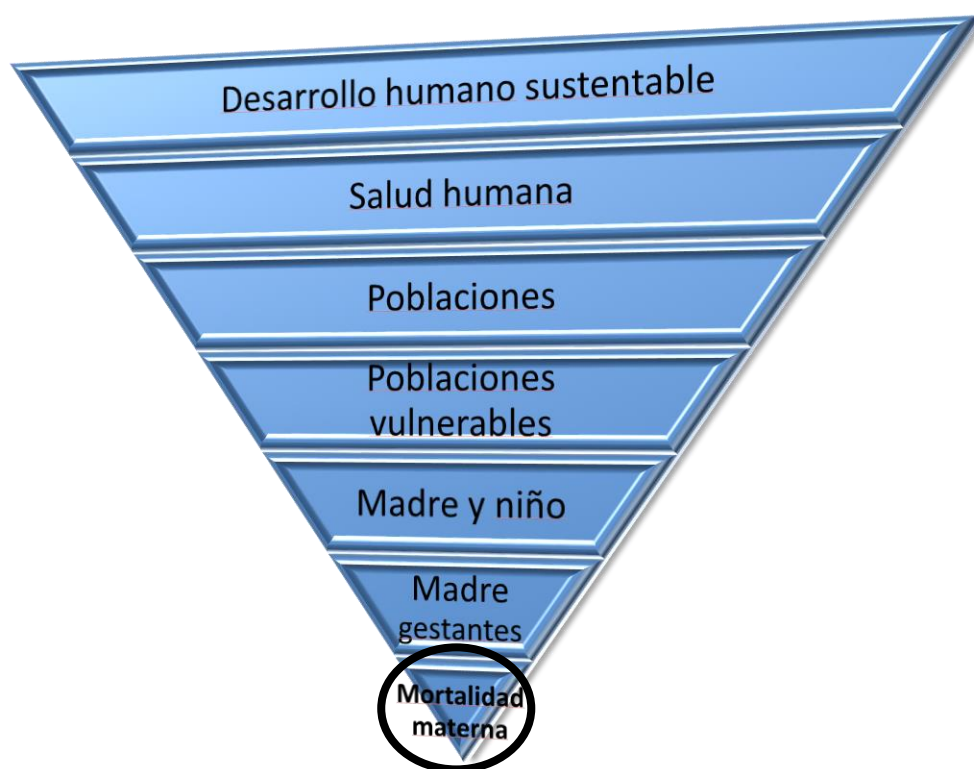 Desarrollo humano sustentable
Salud humana
Poblaciones
Poblaciones
vulnerables
Madre y niño
Madre
gestantes
Mortalidad
materna